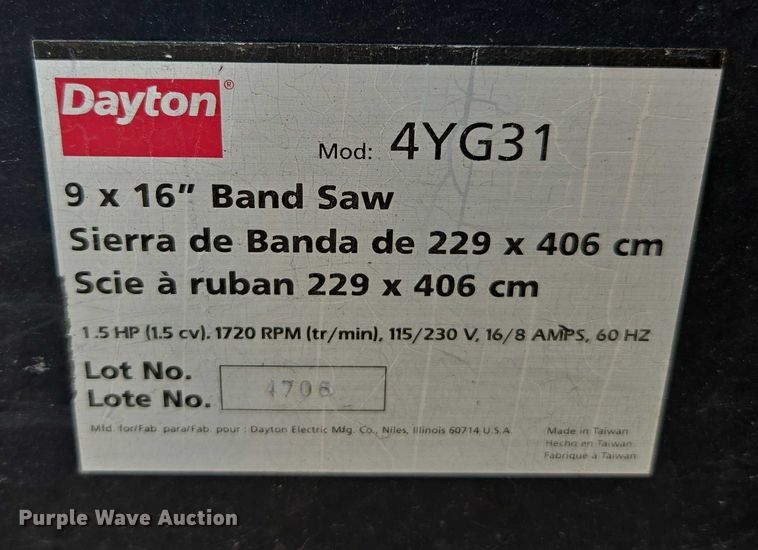 Dayton®
Mod: 4YG31
9 x 16" Band Saw
Sierra de Banda de 229 x 406 cm
Scie à ruban 229 x 406 cm
1.5 HP (1.5 cv). 1720 RPM (tr/min), 115/230 V, 16/8 AMPS, 60 HZ
Lot No.
Lote No.
4706
Mfd. for/Fab. para/Fab. pour : Dayton Electric Mfg. Co., Niles, Illinois 60714 U.S.A.
Made in Taiwan
Hecho en Taiwan
Fabriqué à Taiwan
Purple Wave Auction